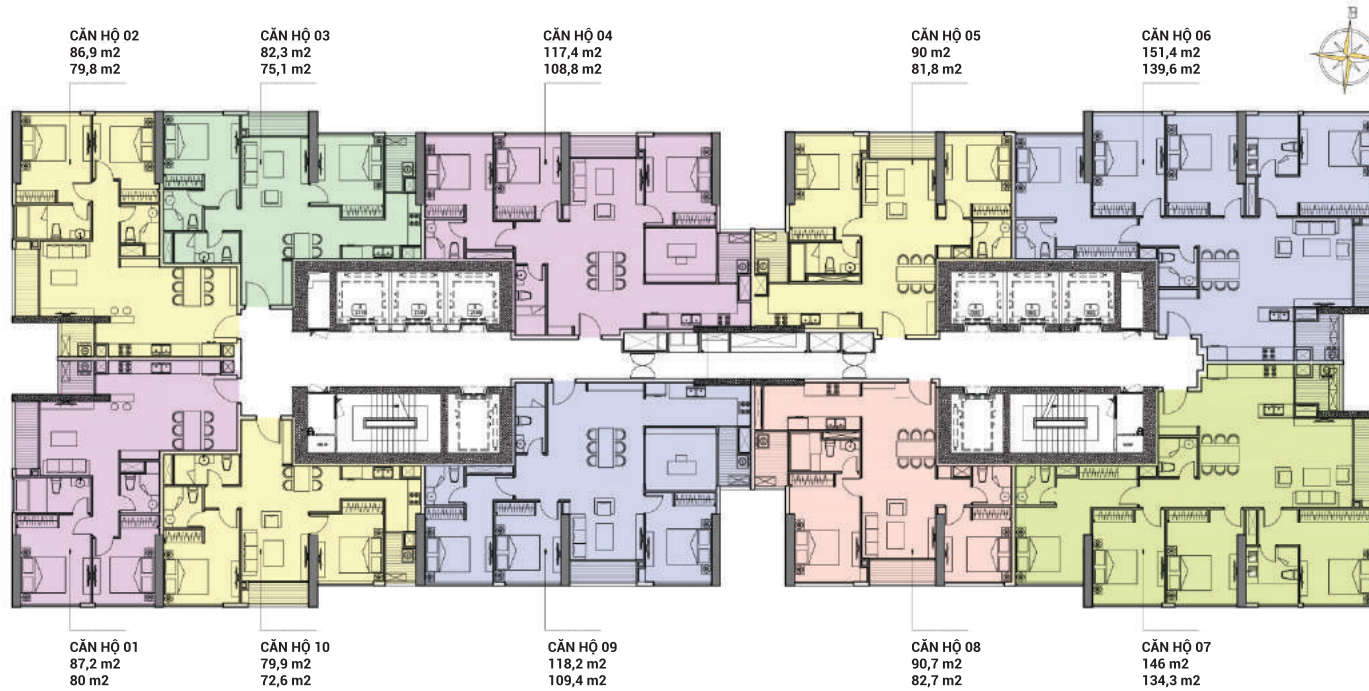 CĂN HỘ 02
86,9 m2
79,8 m2
CĂN HỘ 03
82,3 m2
75,1 m2
CĂN HỘ 04
117,4 m2
108,8 m2
CĂN HỘ 05
90 m2
81,8 m2
CĂN HỘ 06
151,4 m2
139,6 m2
B
CĂN HỘ 01
87,2 m2
80 m2
CĂN HỘ 10
79,9 m2
72,6 m2
CĂN HỘ 09
118,2 m2
109,4 m2
CĂN HỘ 08
90,7 m2
82,7 m2
CĂN HỘ 07
146 m2
134,3 m2